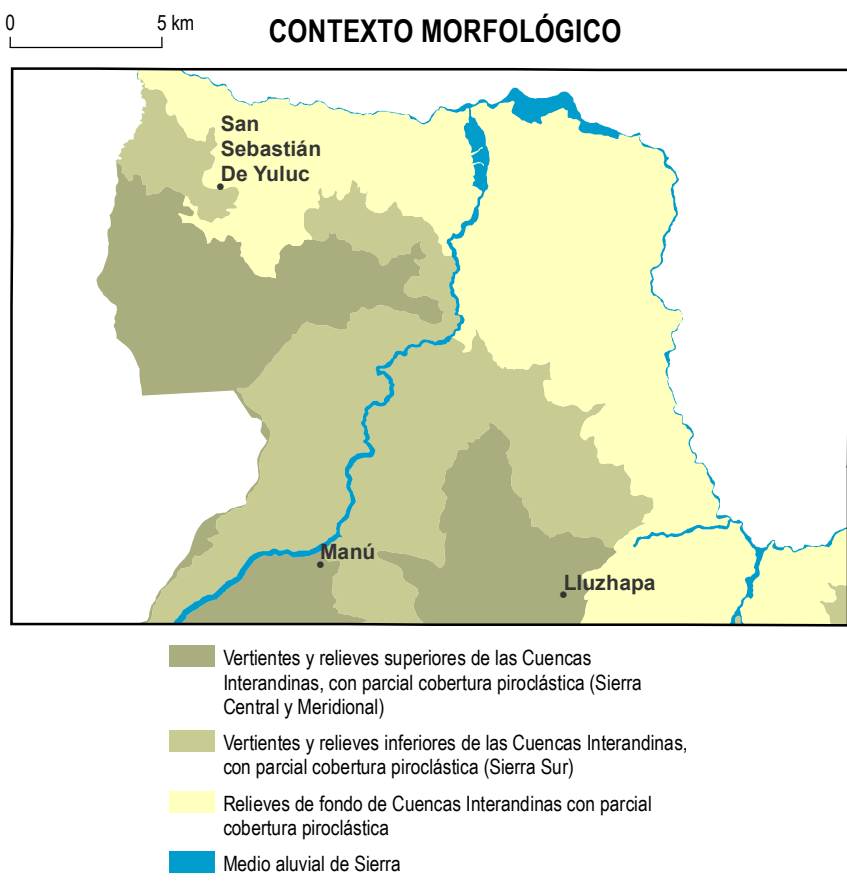 0 5 km
CONTEXTO MORFOLÓGICO
San
Sebastián
De Yuluc
Manú
Lluzhapa
Vertientes y relieves superiores de las Cuencas
Interandinas, con parcial cobertura piroclástica (Sierra
Central y Meridional)
Vertientes y relieves inferiores de las Cuencas Interandinas,
con parcial cobertura piroclástica (Sierra Sur)
Relieves de fondo de Cuencas Interandinas con parcial
cobertura piroclástica
Medio aluvial de Sierra